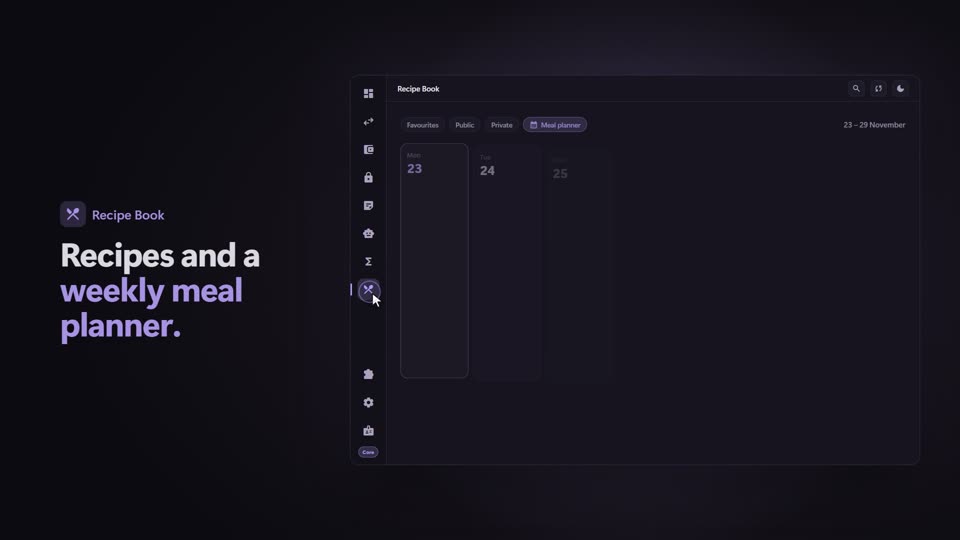 Recipe Book
Recipes and a
weekly meal
planner.
Recipe Book
Favourites Public Private Meal planner 23 – 29 November
Mon
23
Tue
24
25
Core